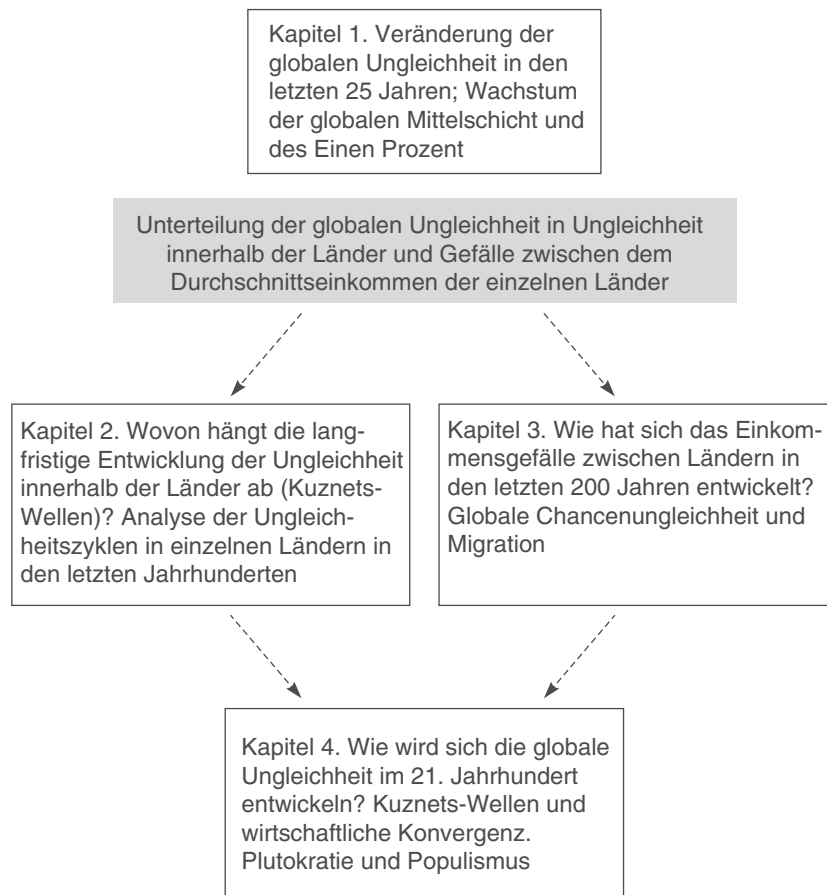 Kapitel 1. Veränderung der
globalen Ungleichheit in den
letzten 25 Jahren; Wachstum
der globalen Mittelschicht und
des Einen Prozent
Unterteilung der globalen Ungleichheit in Ungleichheit
innerhalb der Länder und Gefälle zwischen dem
Durchschnittseinkommen der einzelnen Länder
Kapitel 2. Wovon hängt die lang-
fristige Entwicklung der Ungleichheit
innerhalb der Länder ab (Kuznets-
Wellen)? Analyse der Ungleich-
heitszyklen in einzelnen Ländern in
den letzten Jahrhunderten
Kapitel 3. Wie hat sich das Einkom-
mensgefälle zwischen Ländern in
den letzten 200 Jahren entwickelt?
Globale Chancenungleichheit und
Migration
Kapitel 4. Wie wird sich die globale
Ungleichheit im 21. Jahrhundert
entwickeln? Kuznets-Wellen und
wirtschaftliche Konvergenz.
Plutokratie und Populismus